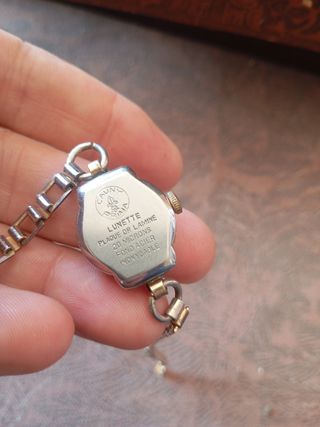 LUNETTE
PLAQUE OR LAMINE
20 MICRONS
FOND ACIER
INOXYDABLE